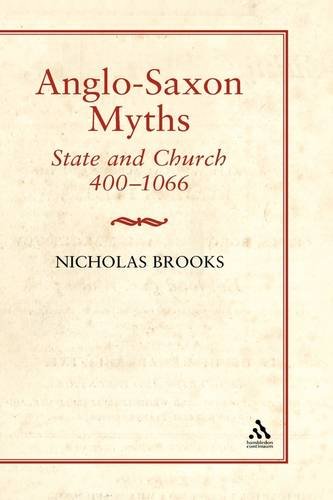 Anglo-Saxon
Myths
State and Church
400–1066
NICHOLAS BROOKS
hambledon
continuum